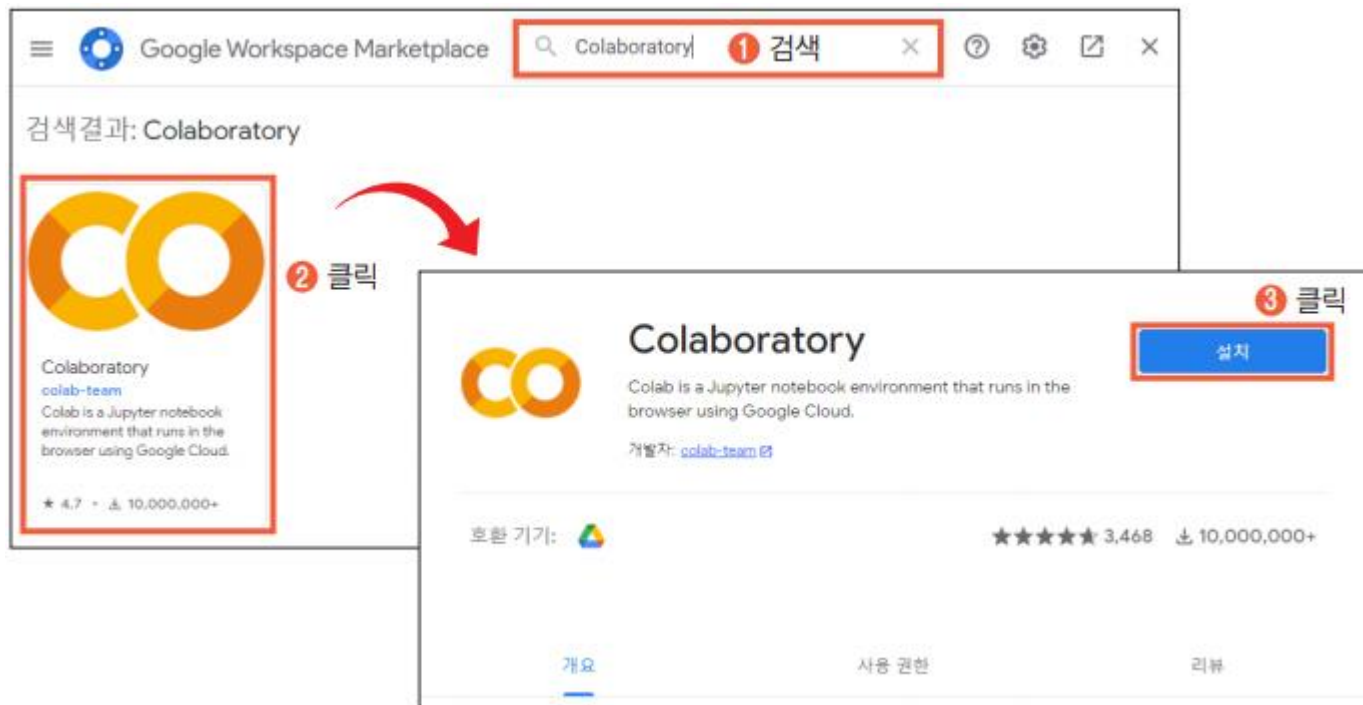 Google Workspace Marketplace
Colaboratory
1 검색
검색결과: Colaboratory
Colaboratory
colab-team
Colab is a Jupyter notebook
environment that runs in the
browser using Google Cloud.
★ 4.7 · 10,000,000+
2 클릭
3 클릭
Colaboratory
설치
Colab is a Jupyter notebook environment that runs in the
browser using Google Cloud.
개발자: colab-team
호환 기기:
3,468 10,000,000+
개요 사용 권한 리뷰